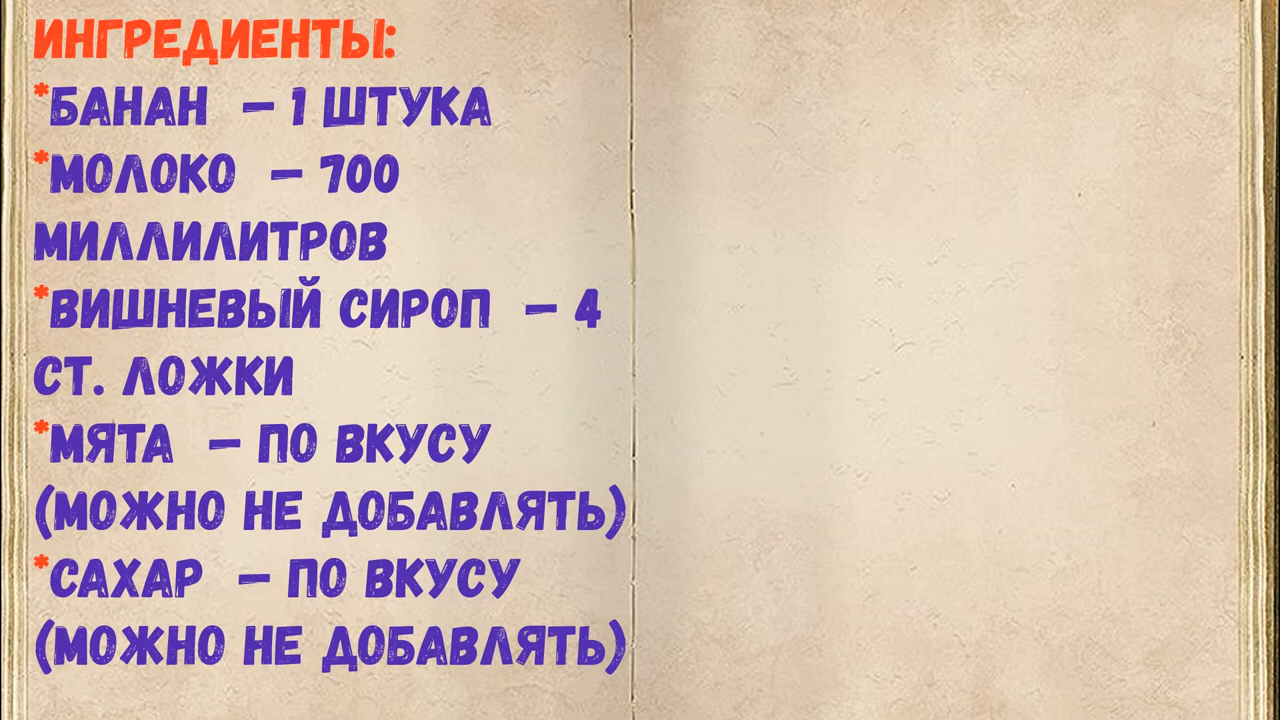 ИНГРЕДИЕНТЫ:
*БАНАН – 1 ШТУКА
*МОЛОКО – 700
МИЛЛИЛИТРОВ
*ВИШНЕВЫЙ СИРОП – 4
СТ. ЛОЖКИ
*МЯТА – ПО ВКУСУ
(МОЖНО НЕ ДОБАВЛЯТЬ)
*САХАР – ПО ВКУСУ
(МОЖНО НЕ ДОБАВЛЯТЬ)